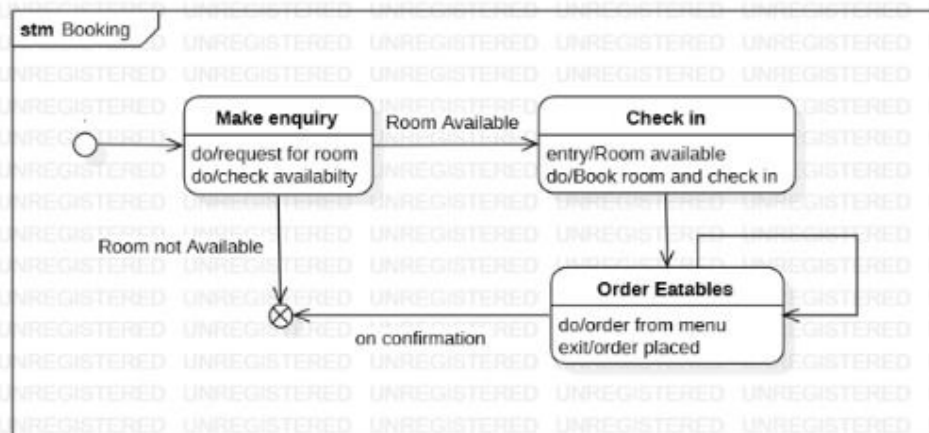 stm Booking
Make enquiry
do/request for room
do/check availabilty
Room Available
Check in
entry/Room available
do/Book room and check in
Room not Available
Order Eatables
do/order from menu
exit/order placed
on confirmation
UNREGISTERED